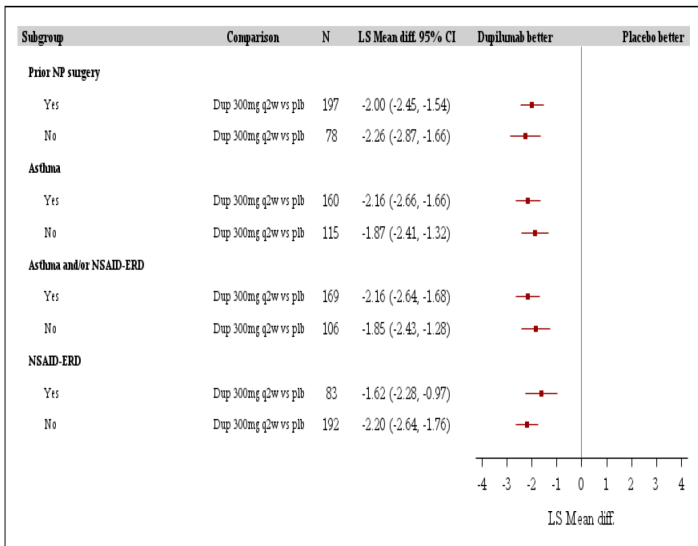 Subgroup Comparison N LS Mean diff. 95% CI Dupilumab better Placebo better
Prior NP surgery
Yes Dup 300mg q2w vs plb 197 -2.00 (-2.45, -1.54)
No Dup 300mg q2w vs plb 78 -2.26 (-2.87, -1.66)
Asthma
Yes Dup 300mg q2w vs plb 160 -2.16 (-2.66, -1.66)
No Dup 300mg q2w vs plb 115 -1.87 (-2.41, -1.32)
Asthma and/or NSAID-ERD
Yes Dup 300mg q2w vs plb 169 -2.16 (-2.64, -1.68)
No Dup 300mg q2w vs plb 106 -1.85 (-2.43, -1.28)
NSAID-ERD
Yes Dup 300mg q2w vs plb 83 -1.62 (-2.28, -0.97)
No Dup 300mg q2w vs plb 192 -2.20 (-2.64, -1.76)
-4 -3 -2 -1 0 1 2 3 4
LS Mean diff.